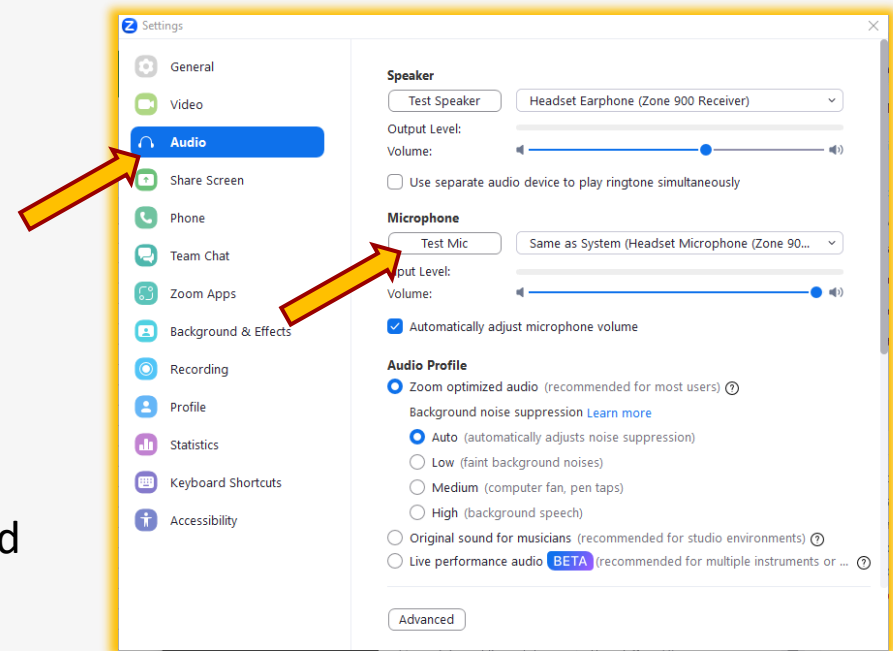 Settings
General
Video
Audio
Share Screen
Phone
Team Chat
Zoom Apps
Background & Effects
Recording
Profile
Statistics
Keyboard Shortcuts
Accessibility
d
Speaker
Test Speaker Headset Earphone (Zone 900 Receiver)
Output Level:
Volume:
Use separate audio device to play ringtone simultaneously
Microphone
Test Mic Same as System (Headset Microphone (Zone 90...
put Level:
Volume:
Automatically adjust microphone volume
Audio Profile
Zoom optimized audio (recommended for most users) ?
Background noise suppression Learn more
Auto (automatically adjusts noise suppression)
Low (faint background noises)
Medium (computer fan, pen taps)
High (background speech)
Original sound for musicians (recommended for studio environments) ?
Live performance audio BETA (recommended for multiple instruments or ... ?
Advanced